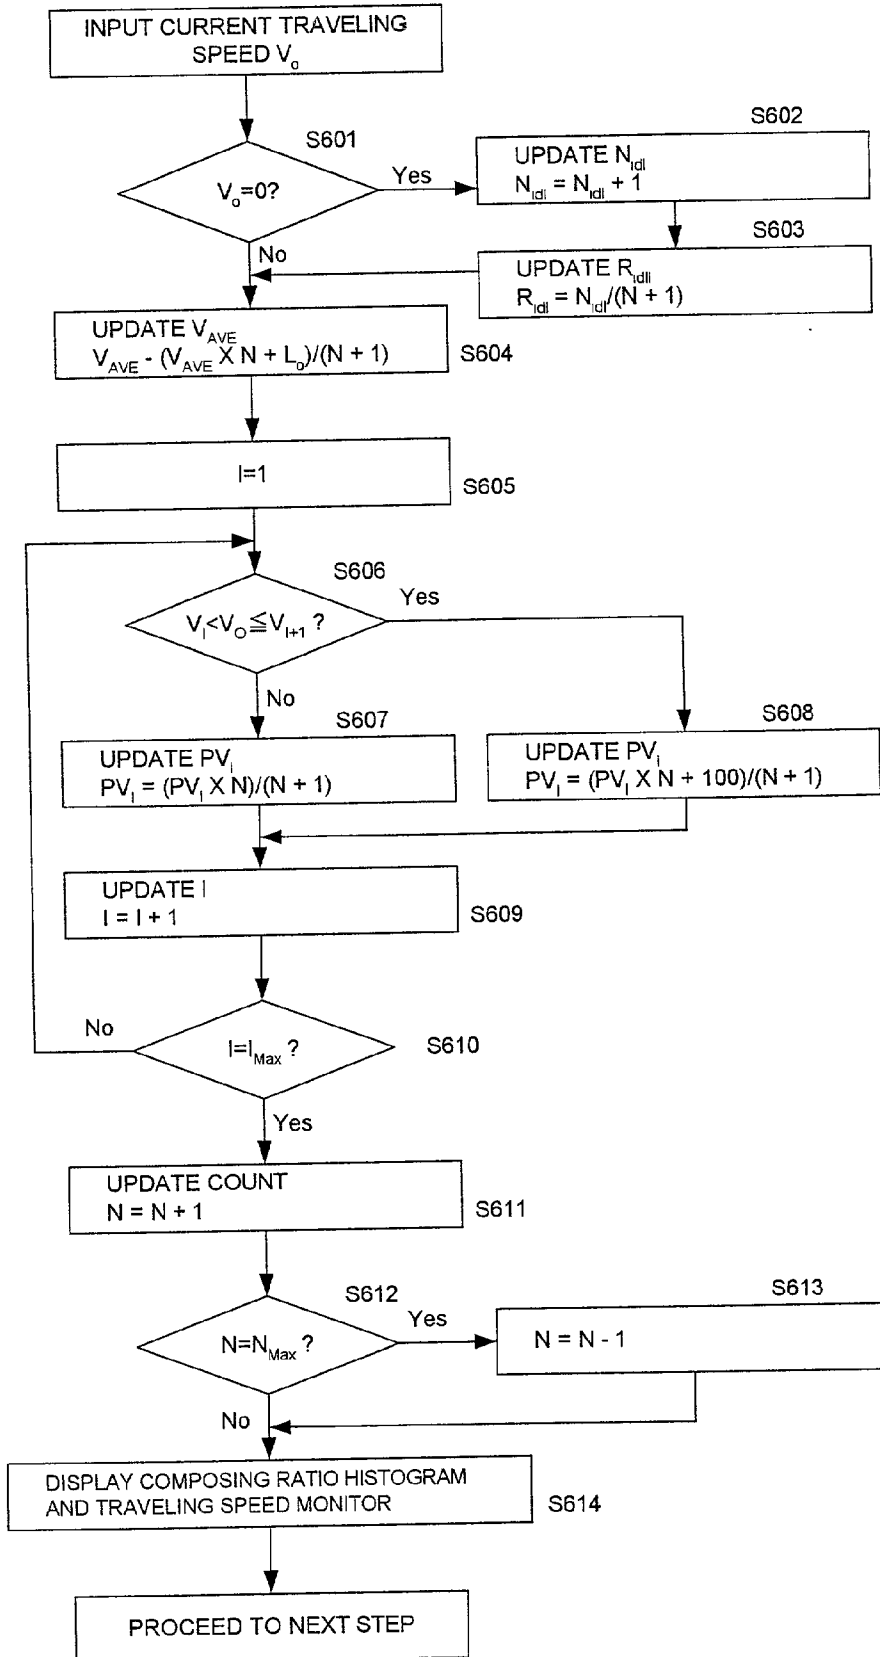 INPUT CURRENT TRAVELING
SPEED Vo
S601
Vo=0?
Yes
No
S602
UPDATE Nidl
Nidl = Nidl + 1
S603
UPDATE Ridli
Ridl = Nidl/(N + 1)
UPDATE VAVE
VAVE - (VAVE X N + Lo)/(N + 1)
S604
I=1
S605
S606
VI<VO≦VI+1 ?
Yes
No
S607
UPDATE PVi
PVI = (PVI X N)/(N + 1)
S608
UPDATE PVi
PVI = (PVI X N + 100)/(N + 1)
UPDATE I
I = I + 1
S609
No
I=IMax ?
S610
Yes
UPDATE COUNT
N = N + 1
S611
S612
N=NMax ?
Yes
No
S613
N = N - 1
DISPLAY COMPOSING RATIO HISTOGRAM
AND TRAVELING SPEED MONITOR
S614
PROCEED TO NEXT STEP